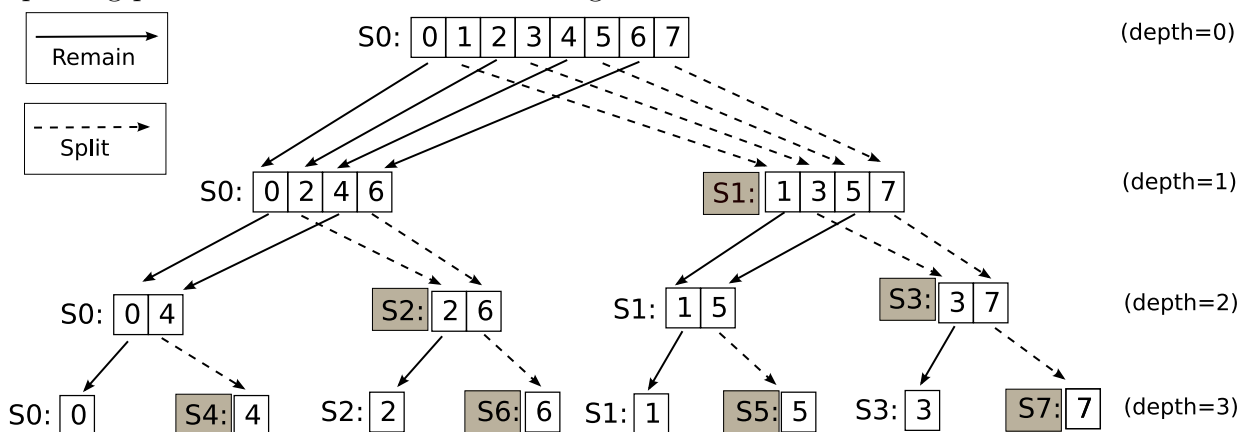 S0: 0 1 2 3 4 5 6 7 (depth=0)
Remain
Split
S0: 0 2 4 6 S1: 1 3 5 7 (depth=1)
S0: 0 4 S2: 2 6 S1: 1 5 S3: 3 7 (depth=2)
S0: 0 S4: 4 S2: 2 S6: 6 S1: 1 S5: 5 S3: 3 S7: 7 (depth=3)